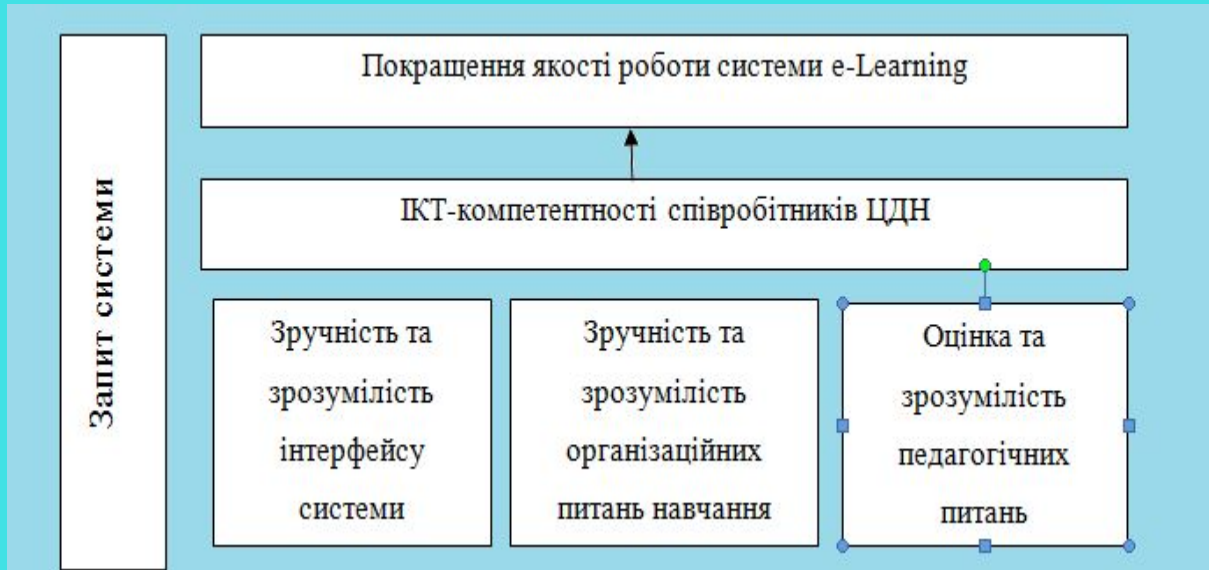 Запит системи
Покращення якості роботи системи e-Learning
ІКТ-компетентності співробітників ЦДН
Зручність та
зрозумілість
інтерфейсу
системи
Зручність та
зрозумілість
організаційних
питань навчання
Оцінка та
зрозумілість
педагогічних
питань